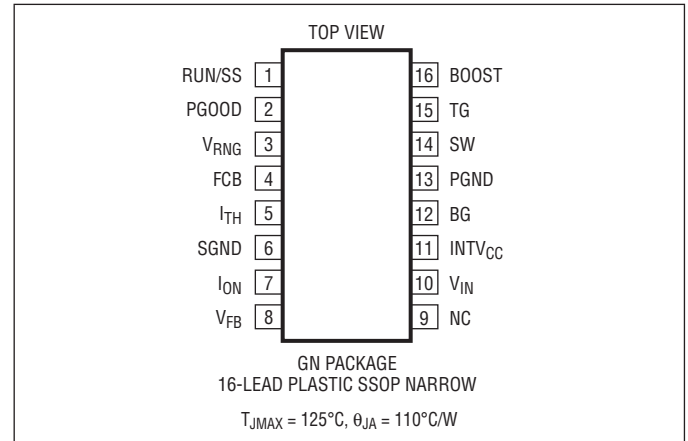 TOP VIEW
RUN/SS 1 16 BOOST
PGOOD 2 15 TG
VRNG 3 14 SW
FCB 4 13 PGND
ITH 5 12 BG
SGND 6 11 INTVCC
ION 7 10 VIN
VFB 8 9 NC
GN PACKAGE
16-LEAD PLASTIC SSOP NARROW
TJMAX = 125°C, θJA = 110°C/W